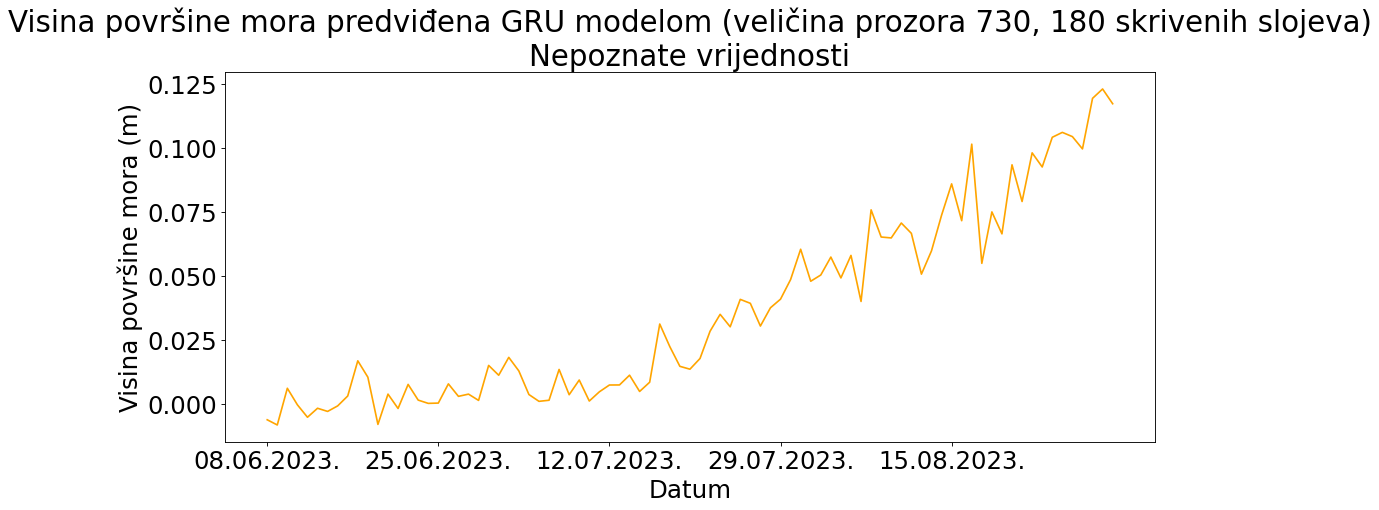 Visina površine mora predviđena GRU modelom (veličina prozora 730, 180 skrivenih slojeva)
Nepoznate vrijednosti
Visina površine mora (m)
0.125
0.100
0.075
0.050
0.025
0.000
08.06.2023. 25.06.2023. 12.07.2023. 29.07.2023. 15.08.2023.
Datum